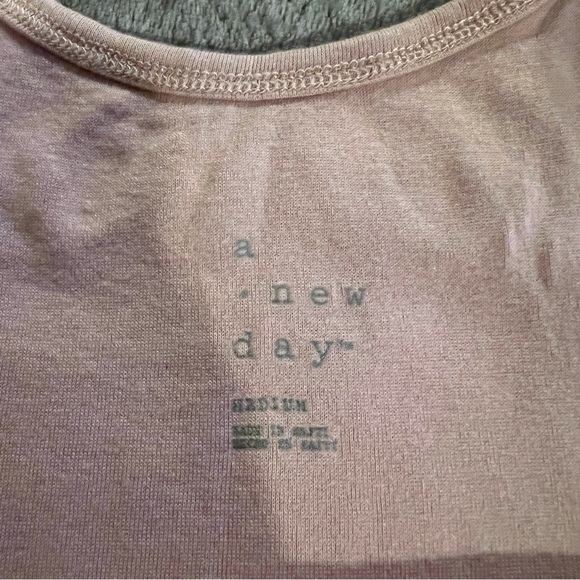 a
· new
day™
MEDIUM
MADE IN HAITI
HECHO EN HAITI